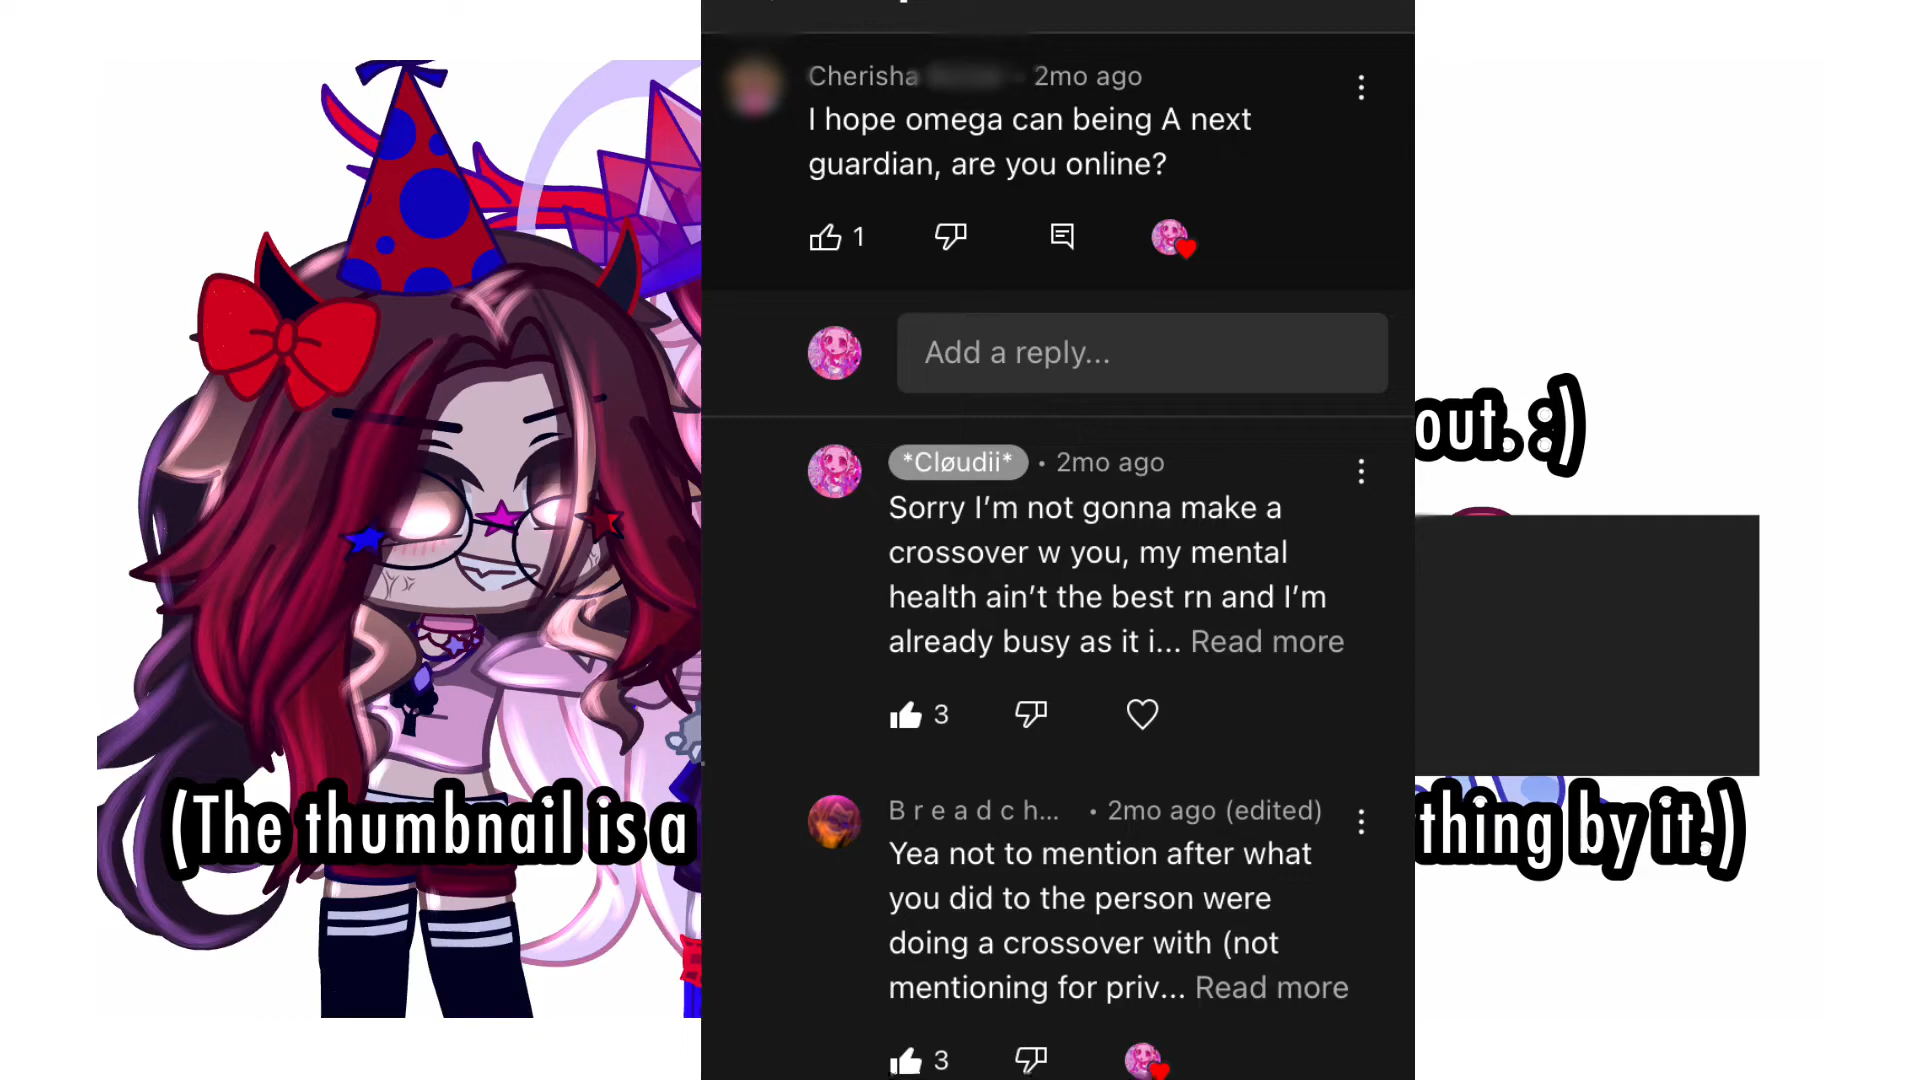 Cherisha • 2mo ago
I hope omega can being A next
guardian, are you online?
1
Add a reply...
*Cløudii* • 2mo ago
Sorry I’m not gonna make a
crossover w you, my mental
health ain’t the best rn and I’m
already busy as it i... Read more
3
B r e a d c h... • 2mo ago (edited)
Yea not to mention after what
you did to the person were
doing a crossover with (not
mentioning for priv... Read more
3
out. :)
(The thumbnail is a
thing by it.)